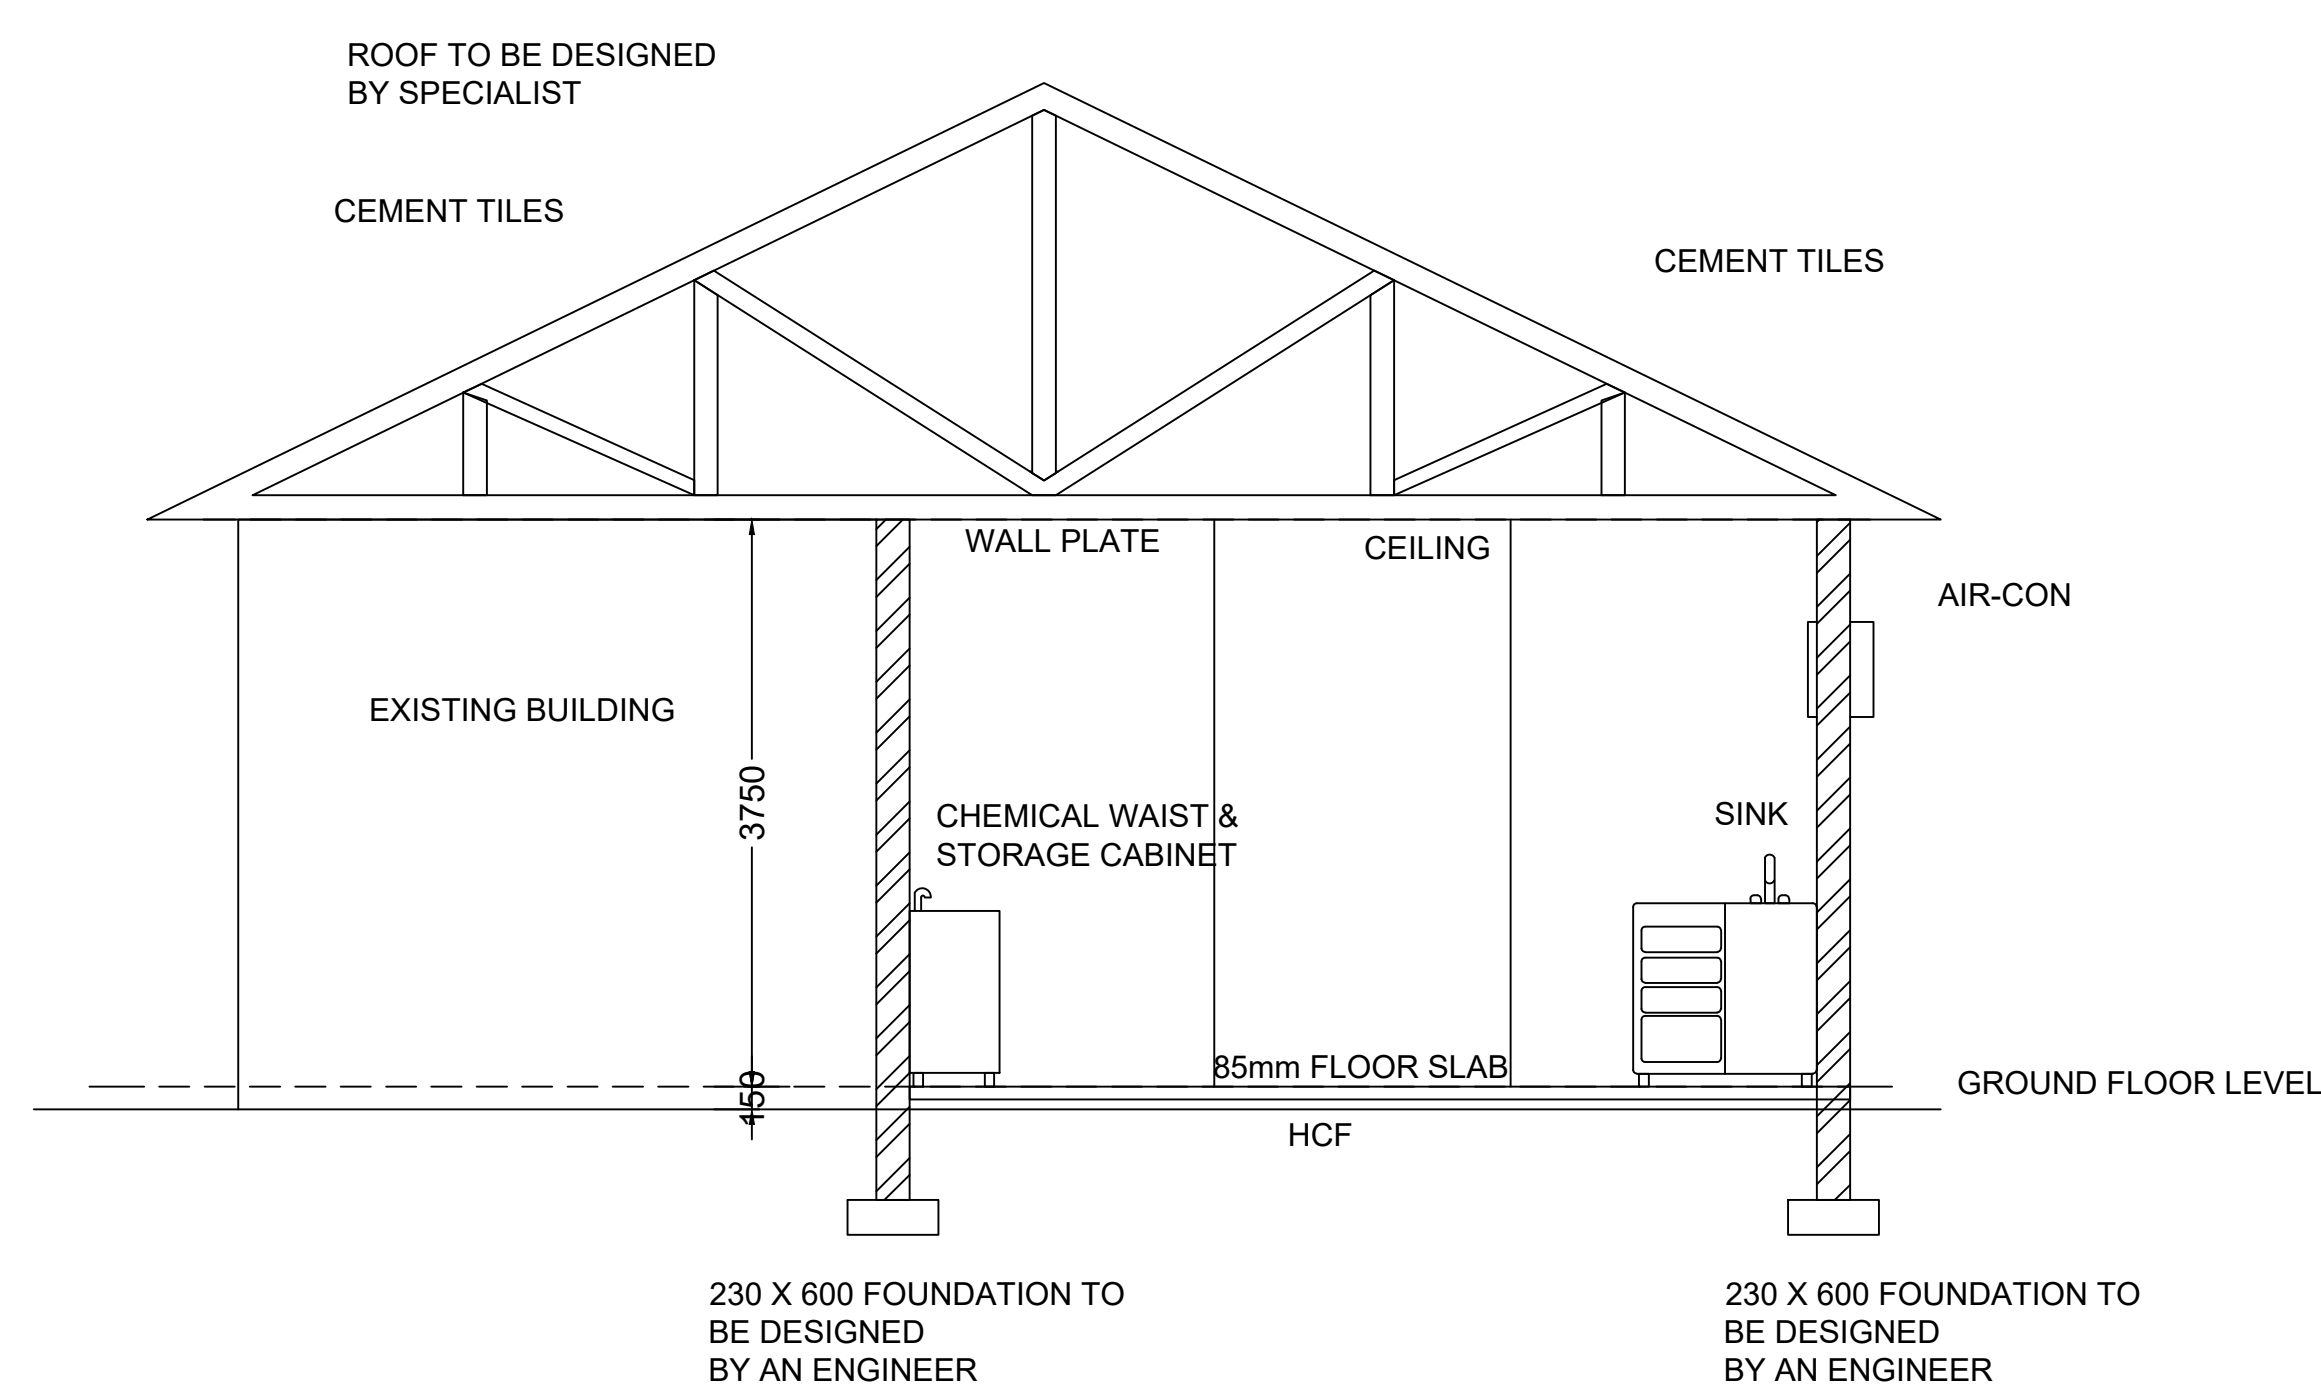 ROOF TO BE DESIGNED
BY SPECIALIST
CEMENT TILES
CEMENT TILES
WALL PLATE
CEILING
AIR-CON
EXISTING BUILDING
3750
CHEMICAL WAIST &
STORAGE CABINET
SINK
85mm FLOOR SLAB
150
GROUND FLOOR LEVEL
HCF
230 X 600 FOUNDATION TO
BE DESIGNED
BY AN ENGINEER
230 X 600 FOUNDATION TO
BE DESIGNED
BY AN ENGINEER